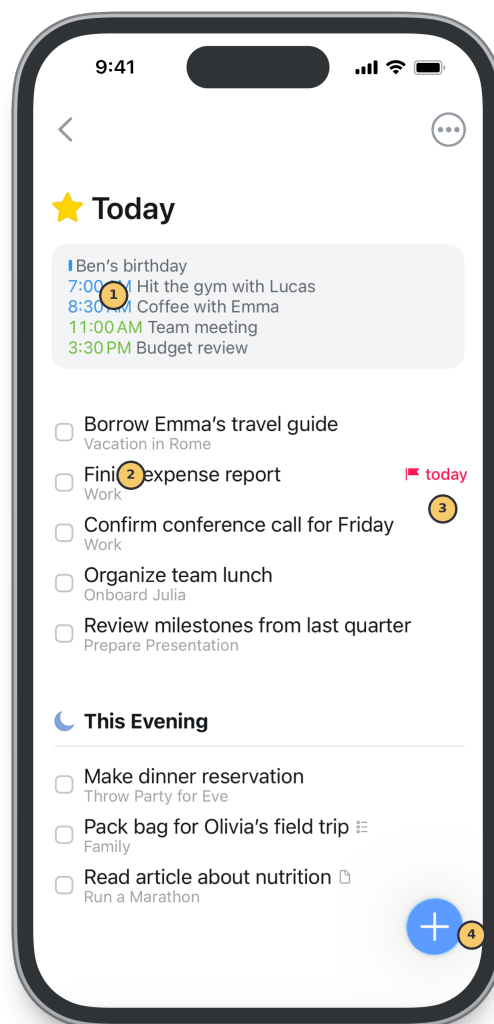 9:41
Today
Ben's birthday
7:00 AM Hit the gym with Lucas
8:30 AM Coffee with Emma
11:00 AM Team meeting
3:30 PM Budget review
1
Borrow Emma's travel guide
Vacation in Rome
Fini expense report
today
2
Work
3
Confirm conference call for Friday
Work
Organize team lunch
Onboard Julia
Review milestones from last quarter
Prepare Presentation
This Evening
Make dinner reservation
Throw Party for Eve
Pack bag for Olivia's field trip
Family
Read article about nutrition
Run a Marathon
4